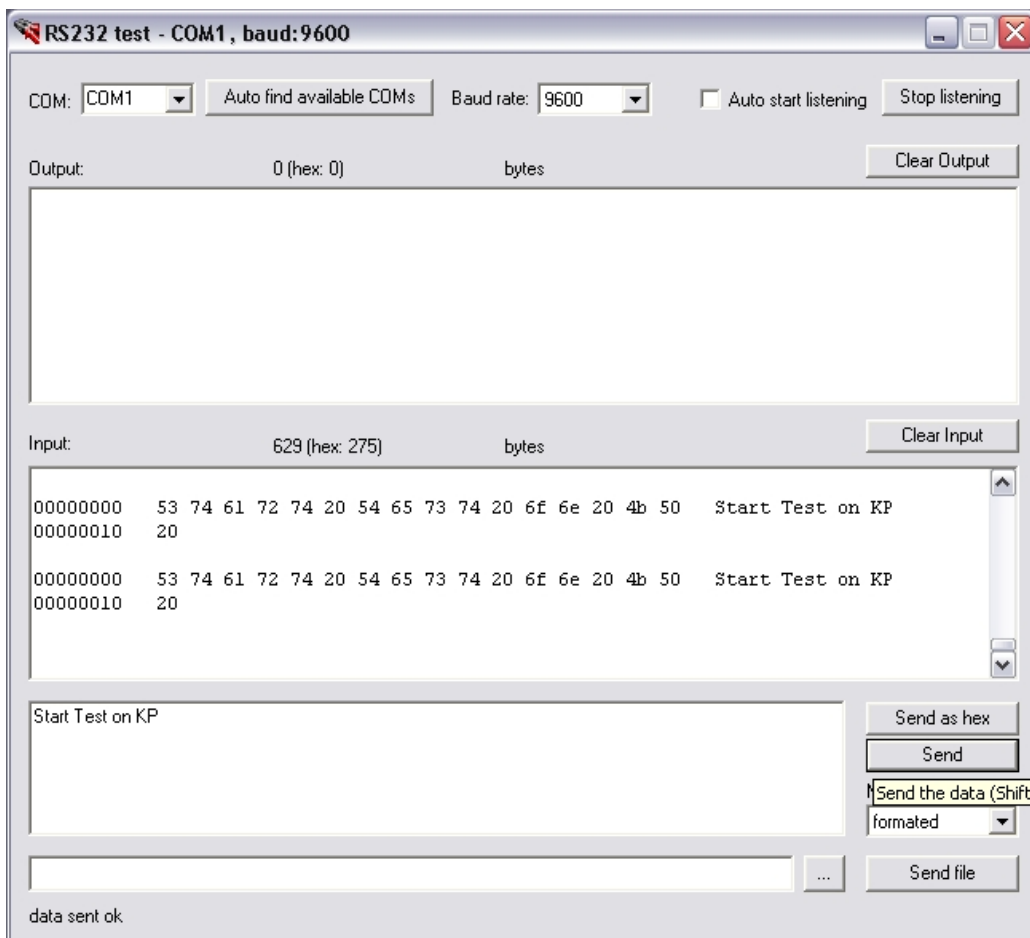 RS232 test - COM1, baud:9600
COM: COM1 Auto find available COMs Baud rate: 9600 Auto start listening Stop listening
Output: 0 (hex: 0) bytes Clear Output
Input: 629 (hex: 275) bytes Clear Input
00000000 53 74 61 72 74 20 54 65 73 74 20 6f 6e 20 4b 50 Start Test on KP
00000010 20
00000000 53 74 61 72 74 20 54 65 73 74 20 6f 6e 20 4b 50 Start Test on KP
00000010 20
Start Test on KP
Send as hex
Send
Send the data (Shift
formated
... Send file
data sent ok